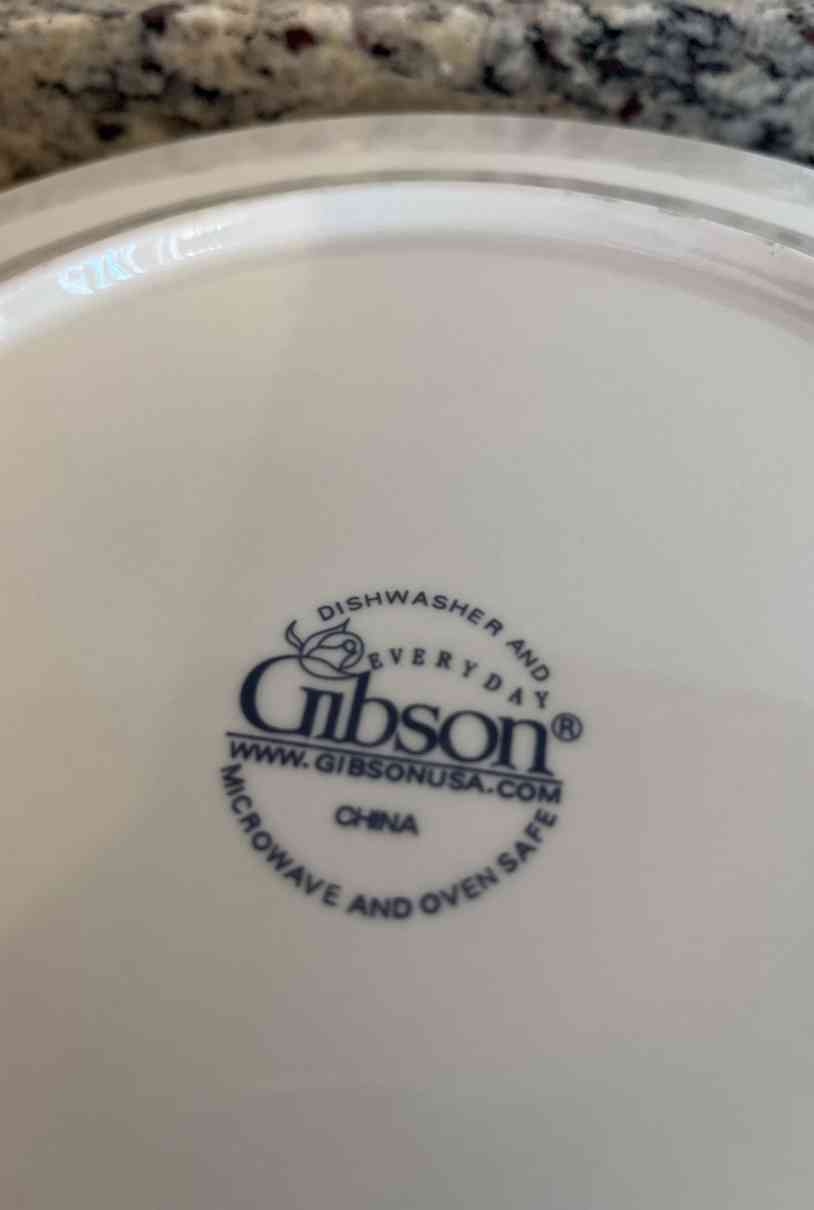 DISHWASHER AND
EVERYDAY
Gibson®
WWW.GIBSONUSA.COM
CHINA
MICROWAVE AND OVEN SAFE